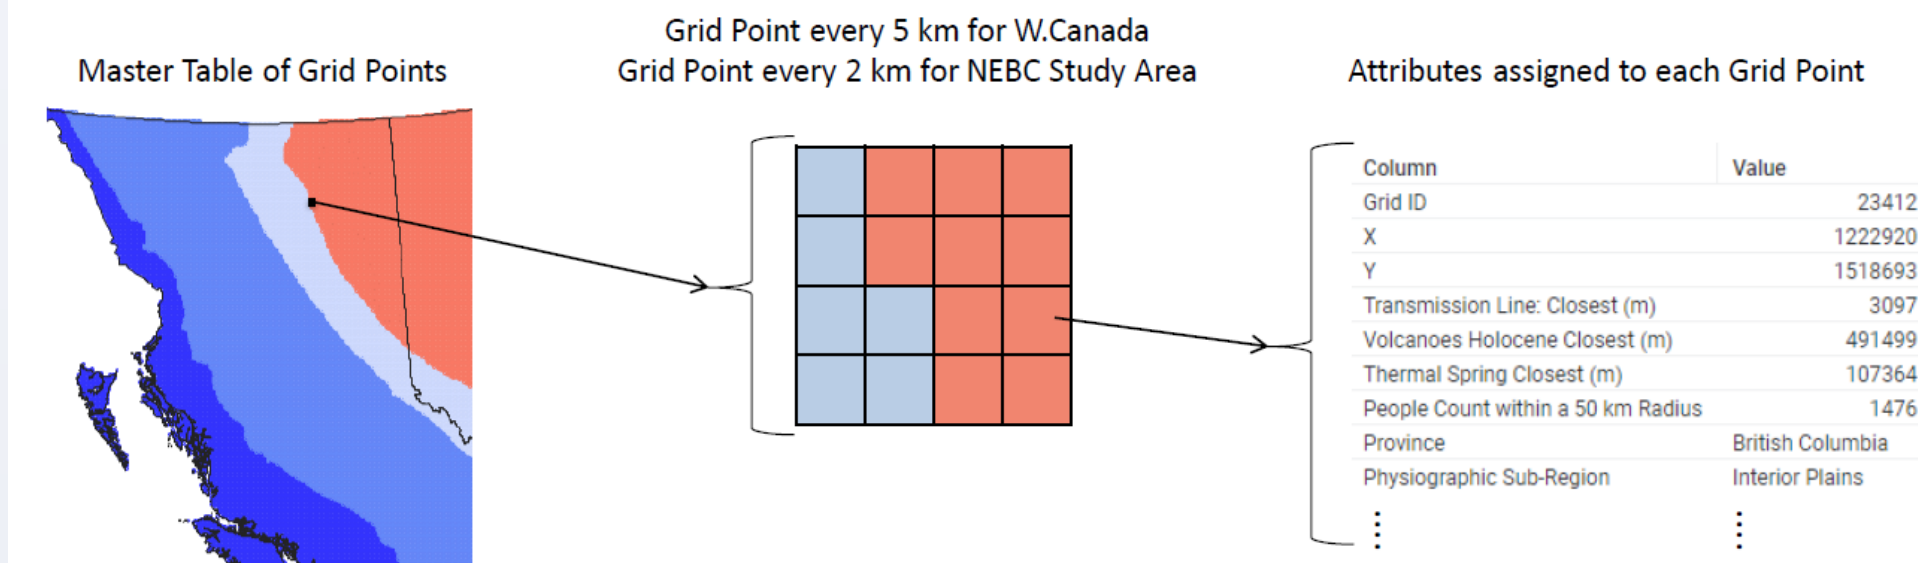 Master Table of Grid Points
Grid Point every 5 km for W.Canada
Grid Point every 2 km for NEBC Study Area
Attributes assigned to each Grid Point
Column Value
Grid ID 23412
X 1222920
Y 1518693
Transmission Line: Closest (m) 3097
Volcanoes Holocene Closest (m) 491499
Thermal Spring Closest (m) 107364
People Count within a 50 km Radius 1476
Province British Columbia
Physiographic Sub-Region Interior Plains